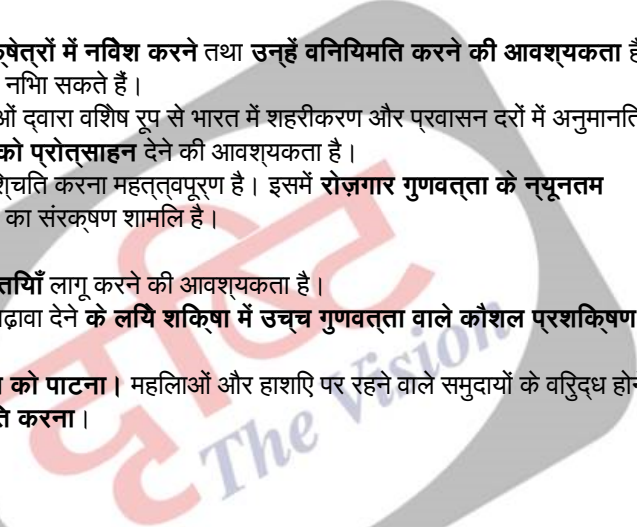 क्षेत्रों में निवेश करने तथा उन्हें विनियमित करने की आवश्यकता है
निभा सकते हैं।
द्वारा विशेष रूप से भारत में शहरीकरण और प्रवासन दरों में अनुमानित
को प्रोत्साहन देने की आवश्यकता है।
करना महत्त्वपूर्ण है। इसमें रोज़गार गुणवत्ता के न्यूनतम
का संरक्षण शामिल है।
लागू करने की आवश्यकता है।
देने के लिये शिक्षा में उच्च गुणवत्ता वाले कौशल प्रशिक्षण
को पाटना। महिलाओं और हाशिए पर रहने वाले समुदायों के विरुद्ध
करना।
दृष्टि
The Vision